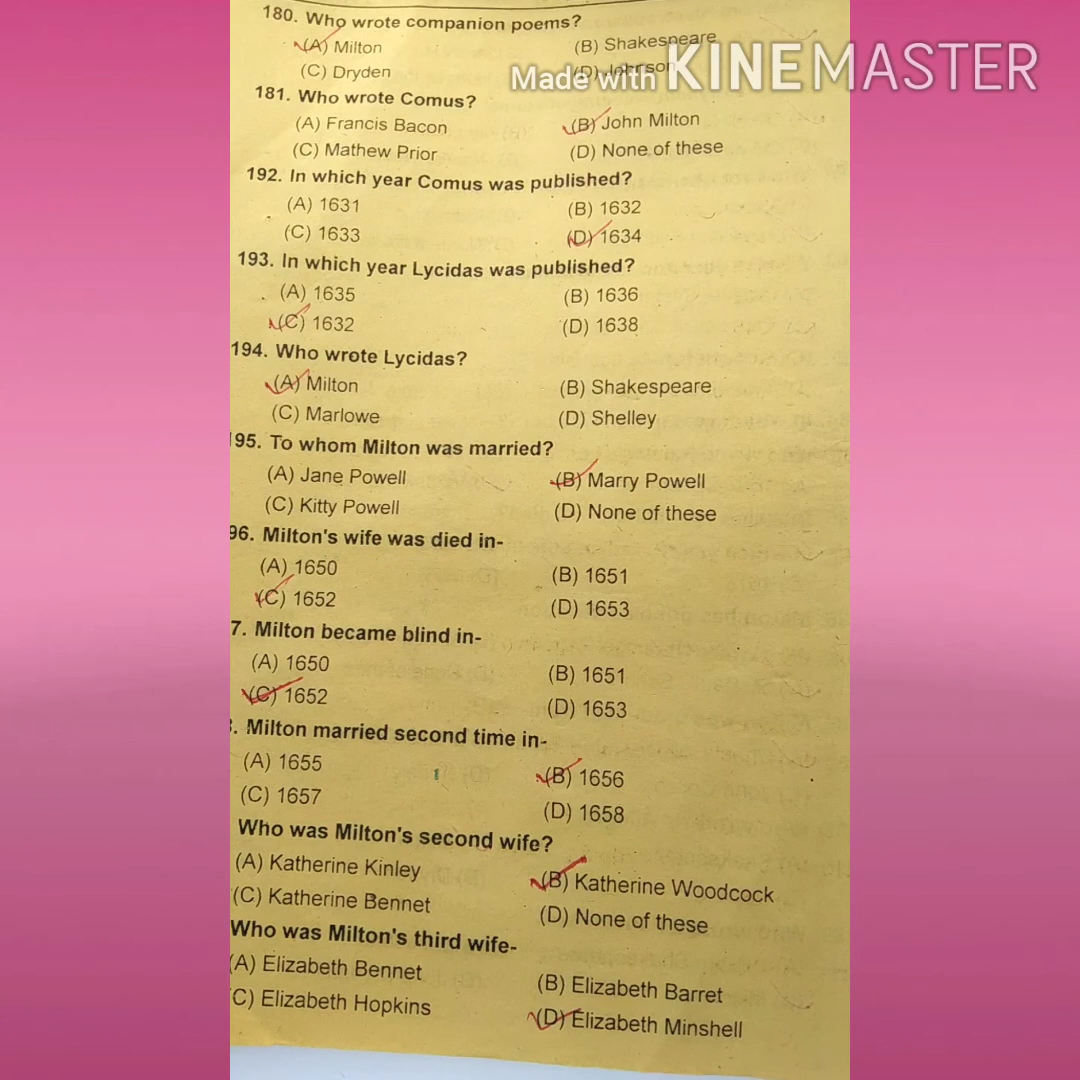 180. Who wrote companion poems?
(A) Milton (B) Shakespeare
(C) Dryden (D) Johnson
Made with KINEMASTER
181. Who wrote Comus?
(A) Francis Bacon (B) John Milton
(C) Mathew Prior (D) None of these
192. In which year Comus was published?
(A) 1631 (B) 1632
(C) 1633 (D) 1634
193. In which year Lycidas was published?
(A) 1635 (B) 1636
(C) 1632 (D) 1638
194. Who wrote Lycidas?
(A) Milton (B) Shakespeare
(C) Marlowe (D) Shelley
195. To whom Milton was married?
(A) Jane Powell (B) Marry Powell
(C) Kitty Powell (D) None of these
96. Milton's wife was died in-
(A) 1650 (B) 1651
(C) 1652 (D) 1653
7. Milton became blind in-
(A) 1650 (B) 1651
(C) 1652 (D) 1653
. Milton married second time in-
(A) 1655 (B) 1656
(C) 1657 (D) 1658
Who was Milton's second wife?
(A) Katherine Kinley (B) Katherine Woodcock
(C) Katherine Bennet (D) None of these
Who was Milton's third wife-
(A) Elizabeth Bennet (B) Elizabeth Barret
C) Elizabeth Hopkins (D) Elizabeth Minshell